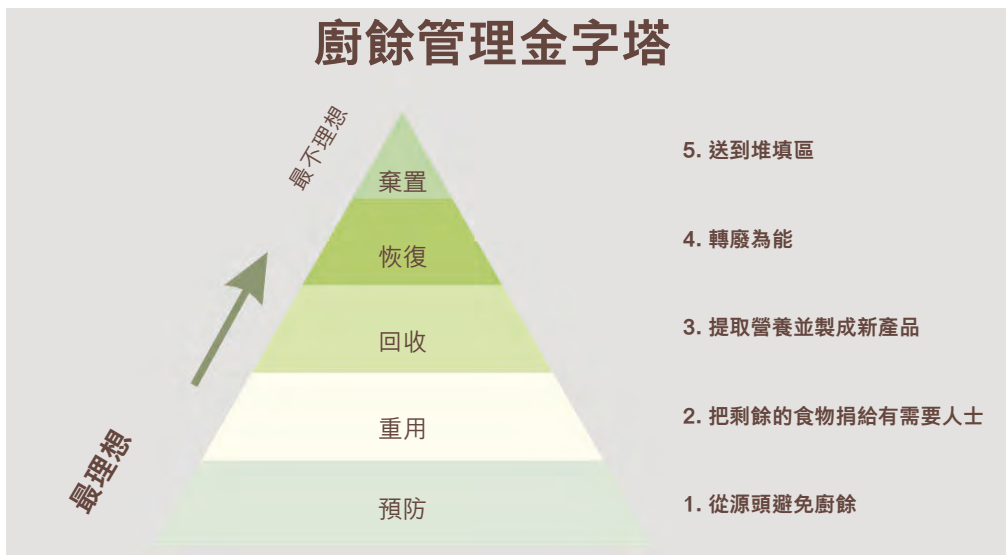 廚餘管理金字塔
最不理想
棄置
5. 送到堆填區
恢復
4. 轉廢為能
回收
3. 提取營養並製成新產品
重用
2. 把剩餘的食物捐給有需要人士
最理想
預防
1. 從源頭避免廚餘